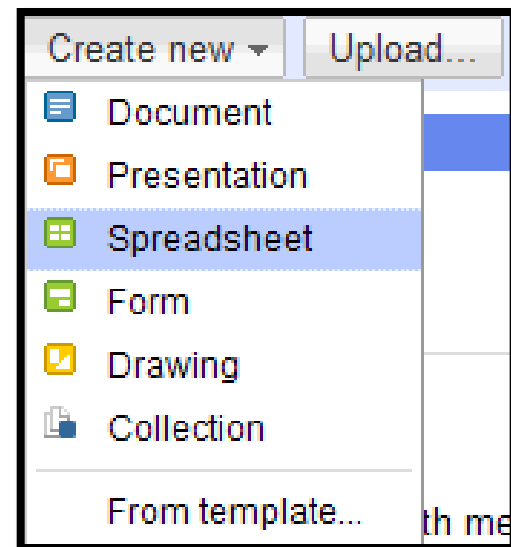 Create new Upload...
Document
Presentation
Spreadsheet
Form
Drawing
Collection
From template...
th me